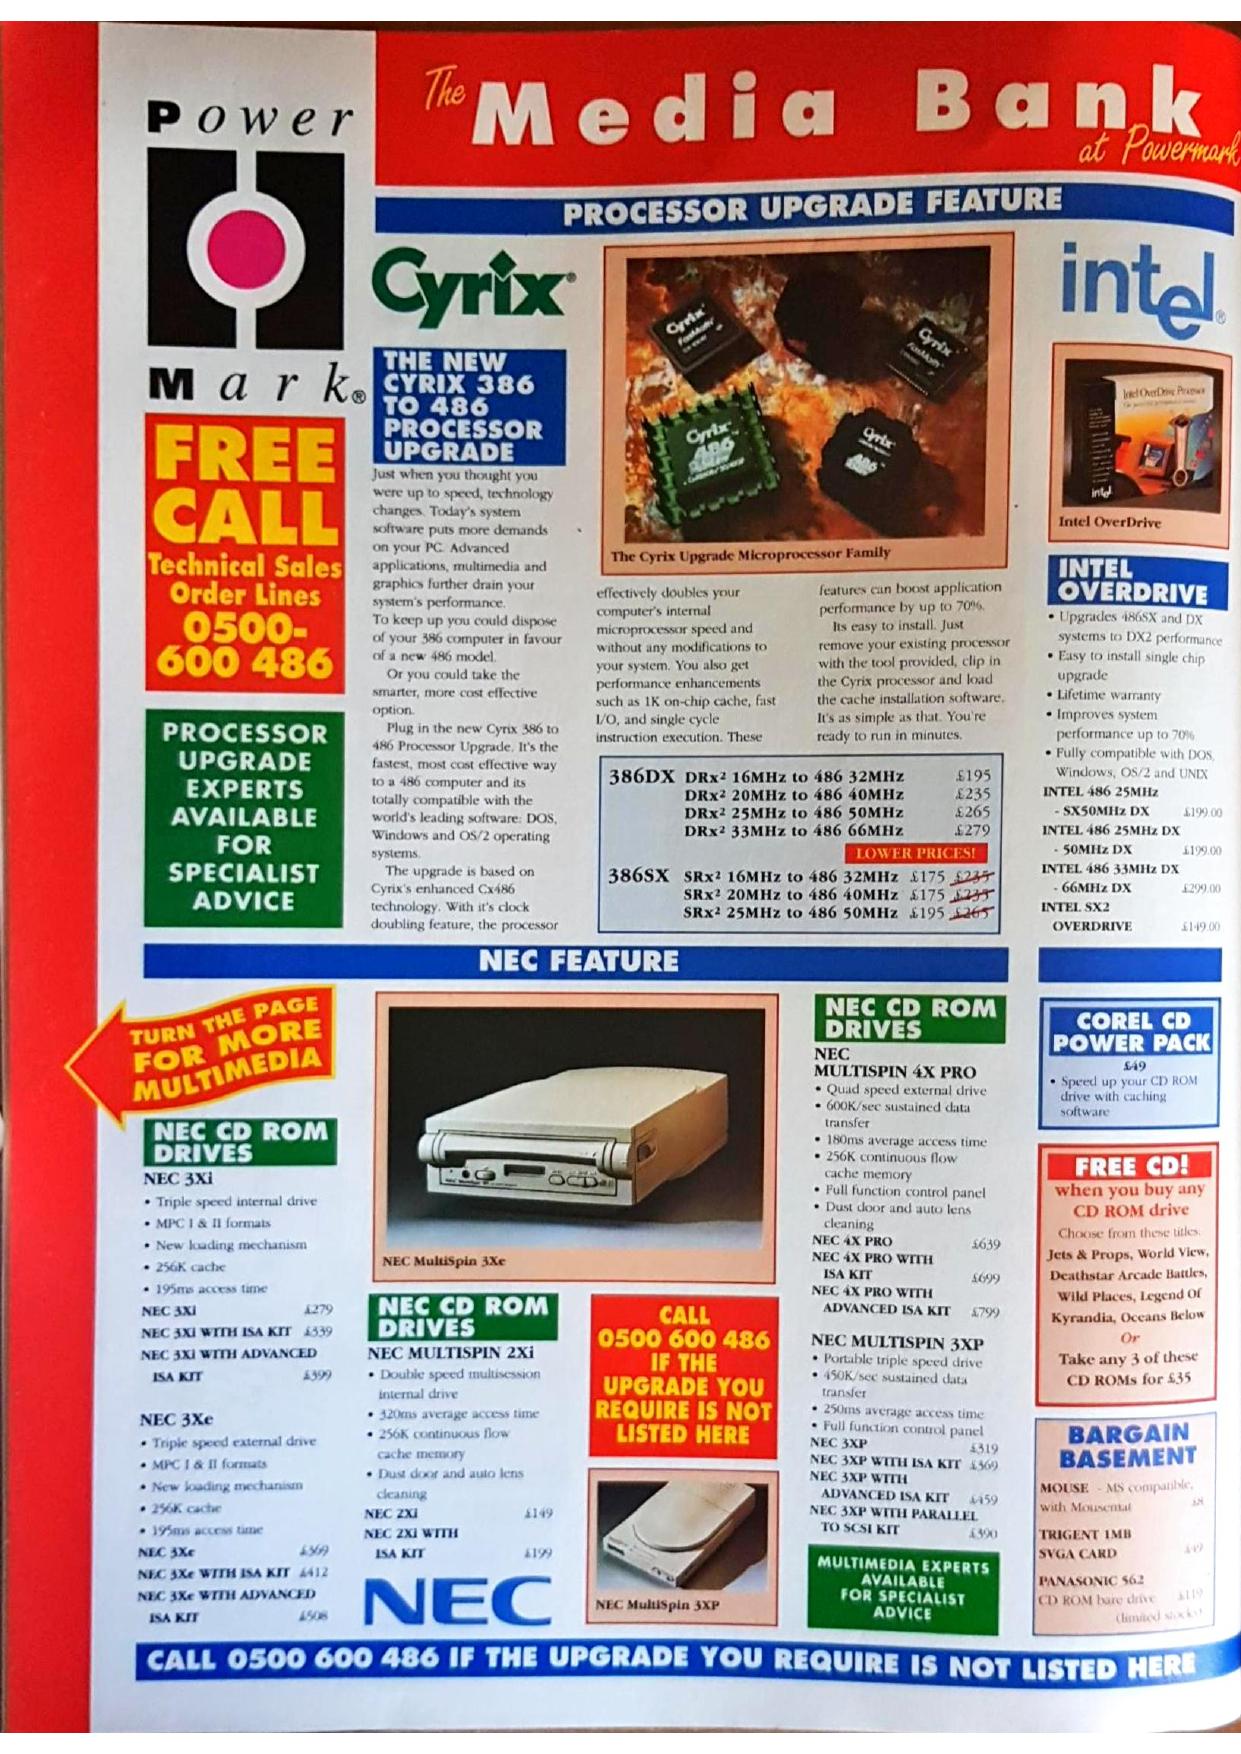 The Media Bank
at Powermark
Power
Mark®
FREE
CALL
Technical Sales
Order Lines
0500-
600 486
PROCESSOR
UPGRADE
EXPERTS
AVAILABLE
FOR
SPECIALIST
ADVICE
PROCESSOR UPGRADE FEATURE
Cyrix®
THE NEW
CYRIX 386
TO 486
PROCESSOR
UPGRADE
Just when you thought you
were up to speed, technology
changes. Today's system
software puts more demands
on your PC. Advanced
applications, multimedia and
graphics further drain your
system's performance.
To keep up you could dispose
of your 386 computer in favour
of a new 486 model.
Or you could take the
smarter, more cost effective
option.
Plug in the new Cyrix 386 to
486 Processor Upgrade. It's the
fastest, most cost effective way
to a 486 computer and its
totally compatible with the
world's leading software: DOS,
Windows and OS/2 operating
systems.
The upgrade is based on
Cyrix's enhanced Cx486
technology. With it's clock
doubling feature, the processor
Cyrix
FasMath
Cyrix
FasMath
Cyrix
486
Cyrix
486
The Cyrix Upgrade Microprocessor Family
effectively doubles your
computer's internal
microprocessor speed and
without any modifications to
your system. You also get
performance enhancements
such as 1K on-chip cache, fast
I/O, and single cycle
instruction execution. These
features can boost application
performance by up to 70%.
Its easy to install. Just
remove your existing processor
with the tool provided, clip in
the Cyrix processor and load
the cache installation software.
It's as simple as that. You're
ready to run in minutes.
386DX DRx² 16MHz to 486 32MHz £195
DRx² 20MHz to 486 40MHz £235
DRx² 25MHz to 486 50MHz £265
DRx² 33MHz to 486 66MHz £279
LOWER PRICES!
386SX SRx² 16MHz to 486 32MHz £175 £235
SRx² 20MHz to 486 40MHz £175 £235
SRx² 25MHz to 486 50MHz £195 £265
intel®
Intel OverDrive Processor
intel
Intel OverDrive
INTEL
OVERDRIVE
• Upgrades 486SX and DX
systems to DX2 performance
• Easy to install single chip
upgrade
• Lifetime warranty
• Improves system
performance up to 70%
• Fully compatible with DOS,
Windows, OS/2 and UNIX
INTEL 486 25MHz
- SX50MHz DX £199.00
INTEL 486 25MHz DX
- 50MHz DX £199.00
INTEL 486 33MHz DX
- 66MHz DX £299.00
INTEL SX2
OVERDRIVE £149.00
NEC FEATURE
TURN THE PAGE
FOR MORE
MULTIMEDIA
NEC CD ROM
DRIVES
NEC 3Xi
• Triple speed internal drive
• MPC I & II formats
• New loading mechanism
• 256K cache
• 195ms access time
NEC 3Xi £279
NEC 3Xi WITH ISA KIT £339
NEC 3Xi WITH ADVANCED
ISA KIT £399
NEC 3Xe
• Triple speed external drive
• MPC I & II formats
• New loading mechanism
• 256K cache
• 195ms access time
NEC 3Xe £369
NEC 3Xe WITH ISA KIT £412
NEC 3Xe WITH ADVANCED
ISA KIT £508
NEC MultiSpin 3Xe
NEC CD ROM
DRIVES
NEC MULTISPIN 2Xi
• Double speed multisession
internal drive
• 320ms average access time
• 256K continuous flow
cache memory
• Dust door and auto lens
cleaning
NEC 2Xi £149
NEC 2Xi WITH
ISA KIT £199
NEC
CALL
0500 600 486
IF THE
UPGRADE YOU
REQUIRE IS NOT
LISTED HERE
NEC MultiSpin 3XP
NEC CD ROM
DRIVES
NEC
MULTISPIN 4X PRO
• Quad speed external drive
• 600K/sec sustained data
transfer
• 180ms average access time
• 256K continuous flow
cache memory
• Full function control panel
• Dust door and auto lens
cleaning
NEC 4X PRO £639
NEC 4X PRO WITH
ISA KIT £699
NEC 4X PRO WITH
ADVANCED ISA KIT £799
NEC MULTISPIN 3XP
• Portable triple speed drive
• 450K/sec sustained data
transfer
• 250ms average access time
• Full function control panel
NEC 3XP £319
NEC 3XP WITH ISA KIT £369
NEC 3XP WITH
ADVANCED ISA KIT £459
NEC 3XP WITH PARALLEL
TO SCSI KIT £390
MULTIMEDIA EXPERTS
AVAILABLE
FOR SPECIALIST
ADVICE
COREL CD
POWER PACK
£49
• Speed up your CD ROM
drive with caching
software
FREE CD!
when you buy any
CD ROM drive
Choose from these titles:
Jets & Props, World View,
Deathstar Arcade Battles,
Wild Places, Legend Of
Kyrandia, Oceans Below
Or
Take any 3 of these
CD ROMs for £35
BARGAIN
BASEMENT
MOUSE - MS compatible,
with Mousemat £8
TRIGENT 1MB
SVGA CARD £49
PANASONIC 562
CD ROM bare drive £119
(limited stocks)
CALL 0500 600 486 IF THE UPGRADE YOU REQUIRE IS NOT LISTED HERE